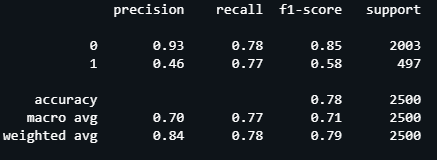 precision recall f1-score support
0 0.93 0.78 0.85 2003
1 0.46 0.77 0.58 497
accuracy 0.78 2500
macro avg 0.70 0.77 0.71 2500
weighted avg 0.84 0.78 0.79 2500